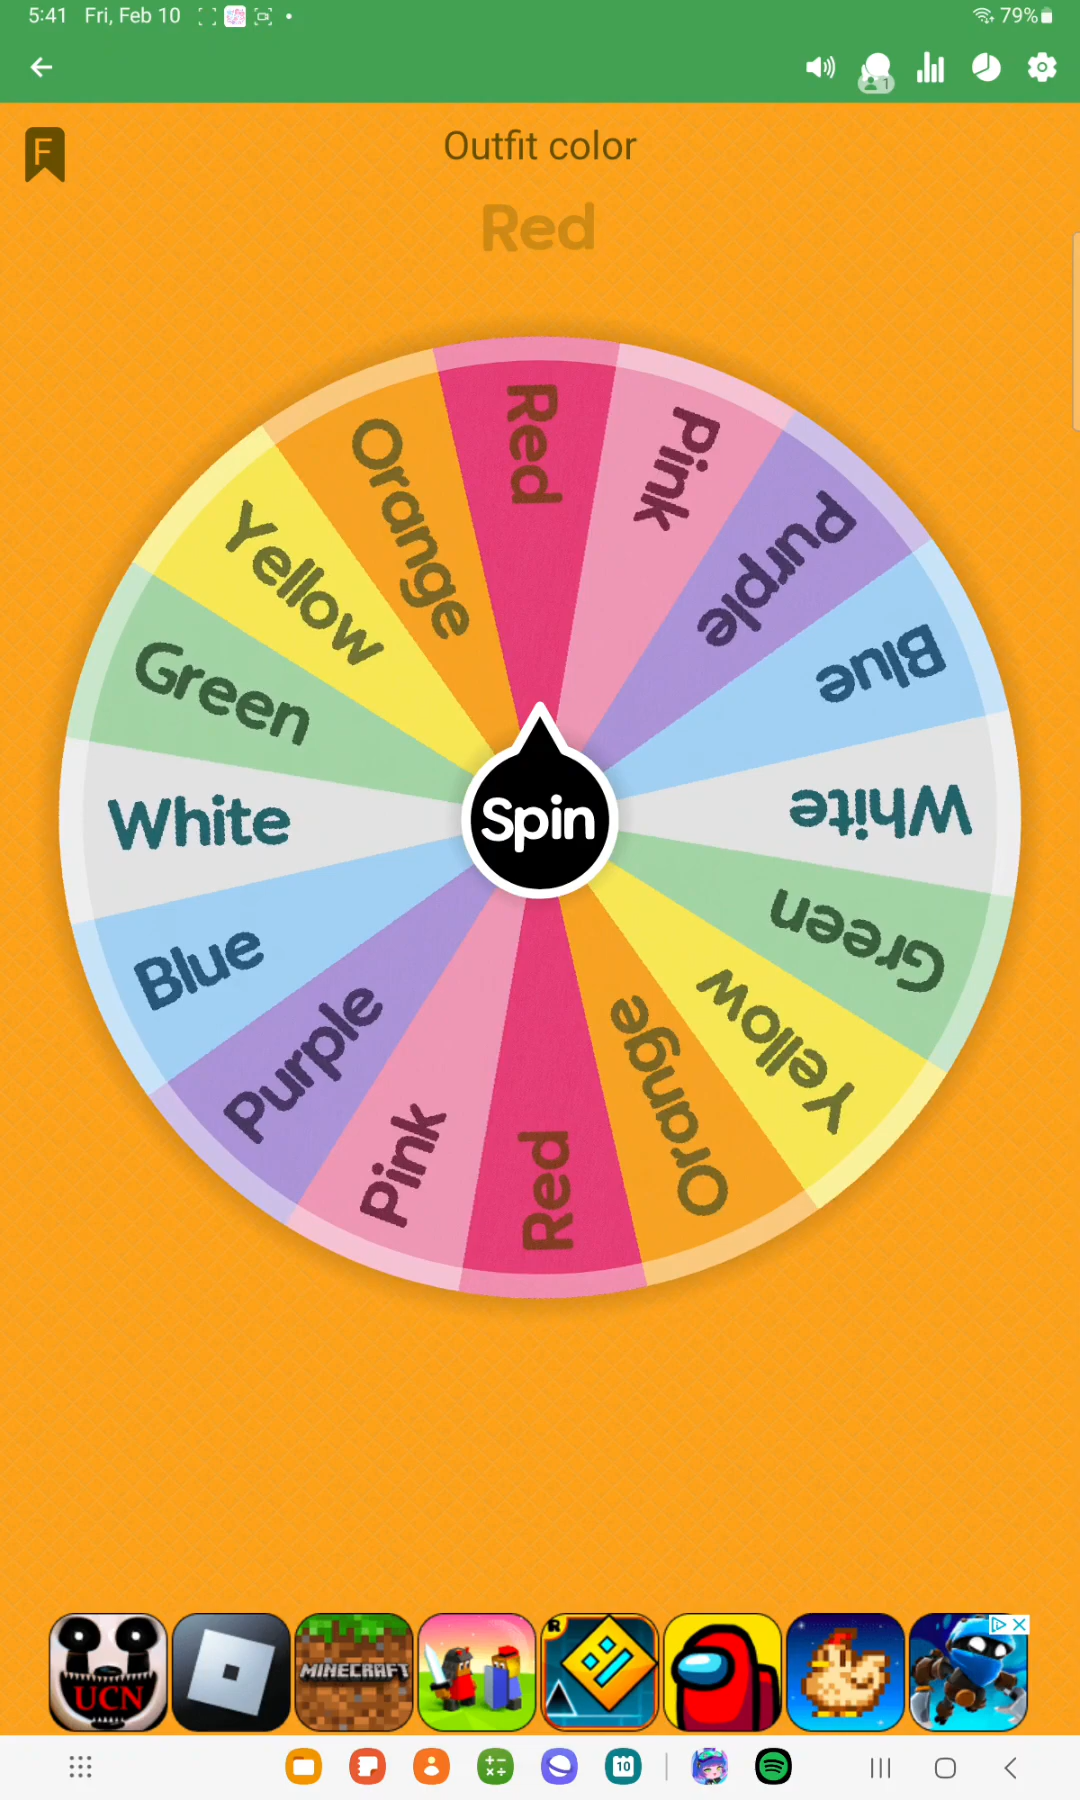 5:41 Fri, Feb 10
79%
1
F
Outfit color
Red
Red
Pink
Purple
Blue
White
Green
Yellow
Orange
Red
Pink
Purple
Blue
White
Green
Yellow
Orange
Spin
UCN
MINECRAFT
R
10